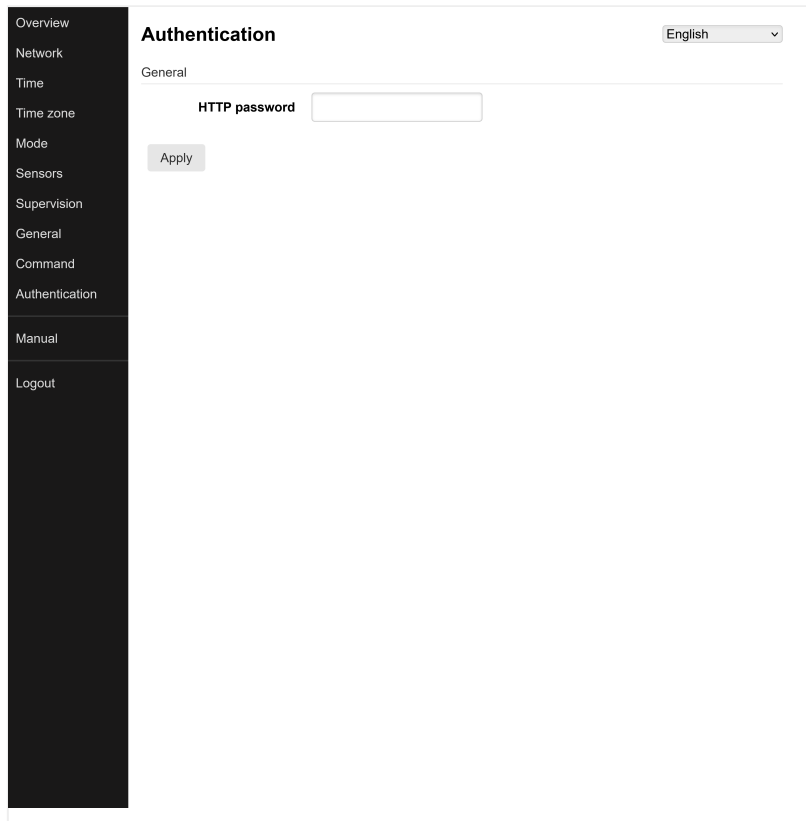 Overview
Network
Time
Time zone
Mode
Sensors
Supervision
General
Command
Authentication
Manual
Logout
Authentication
English
General
HTTP password
Apply